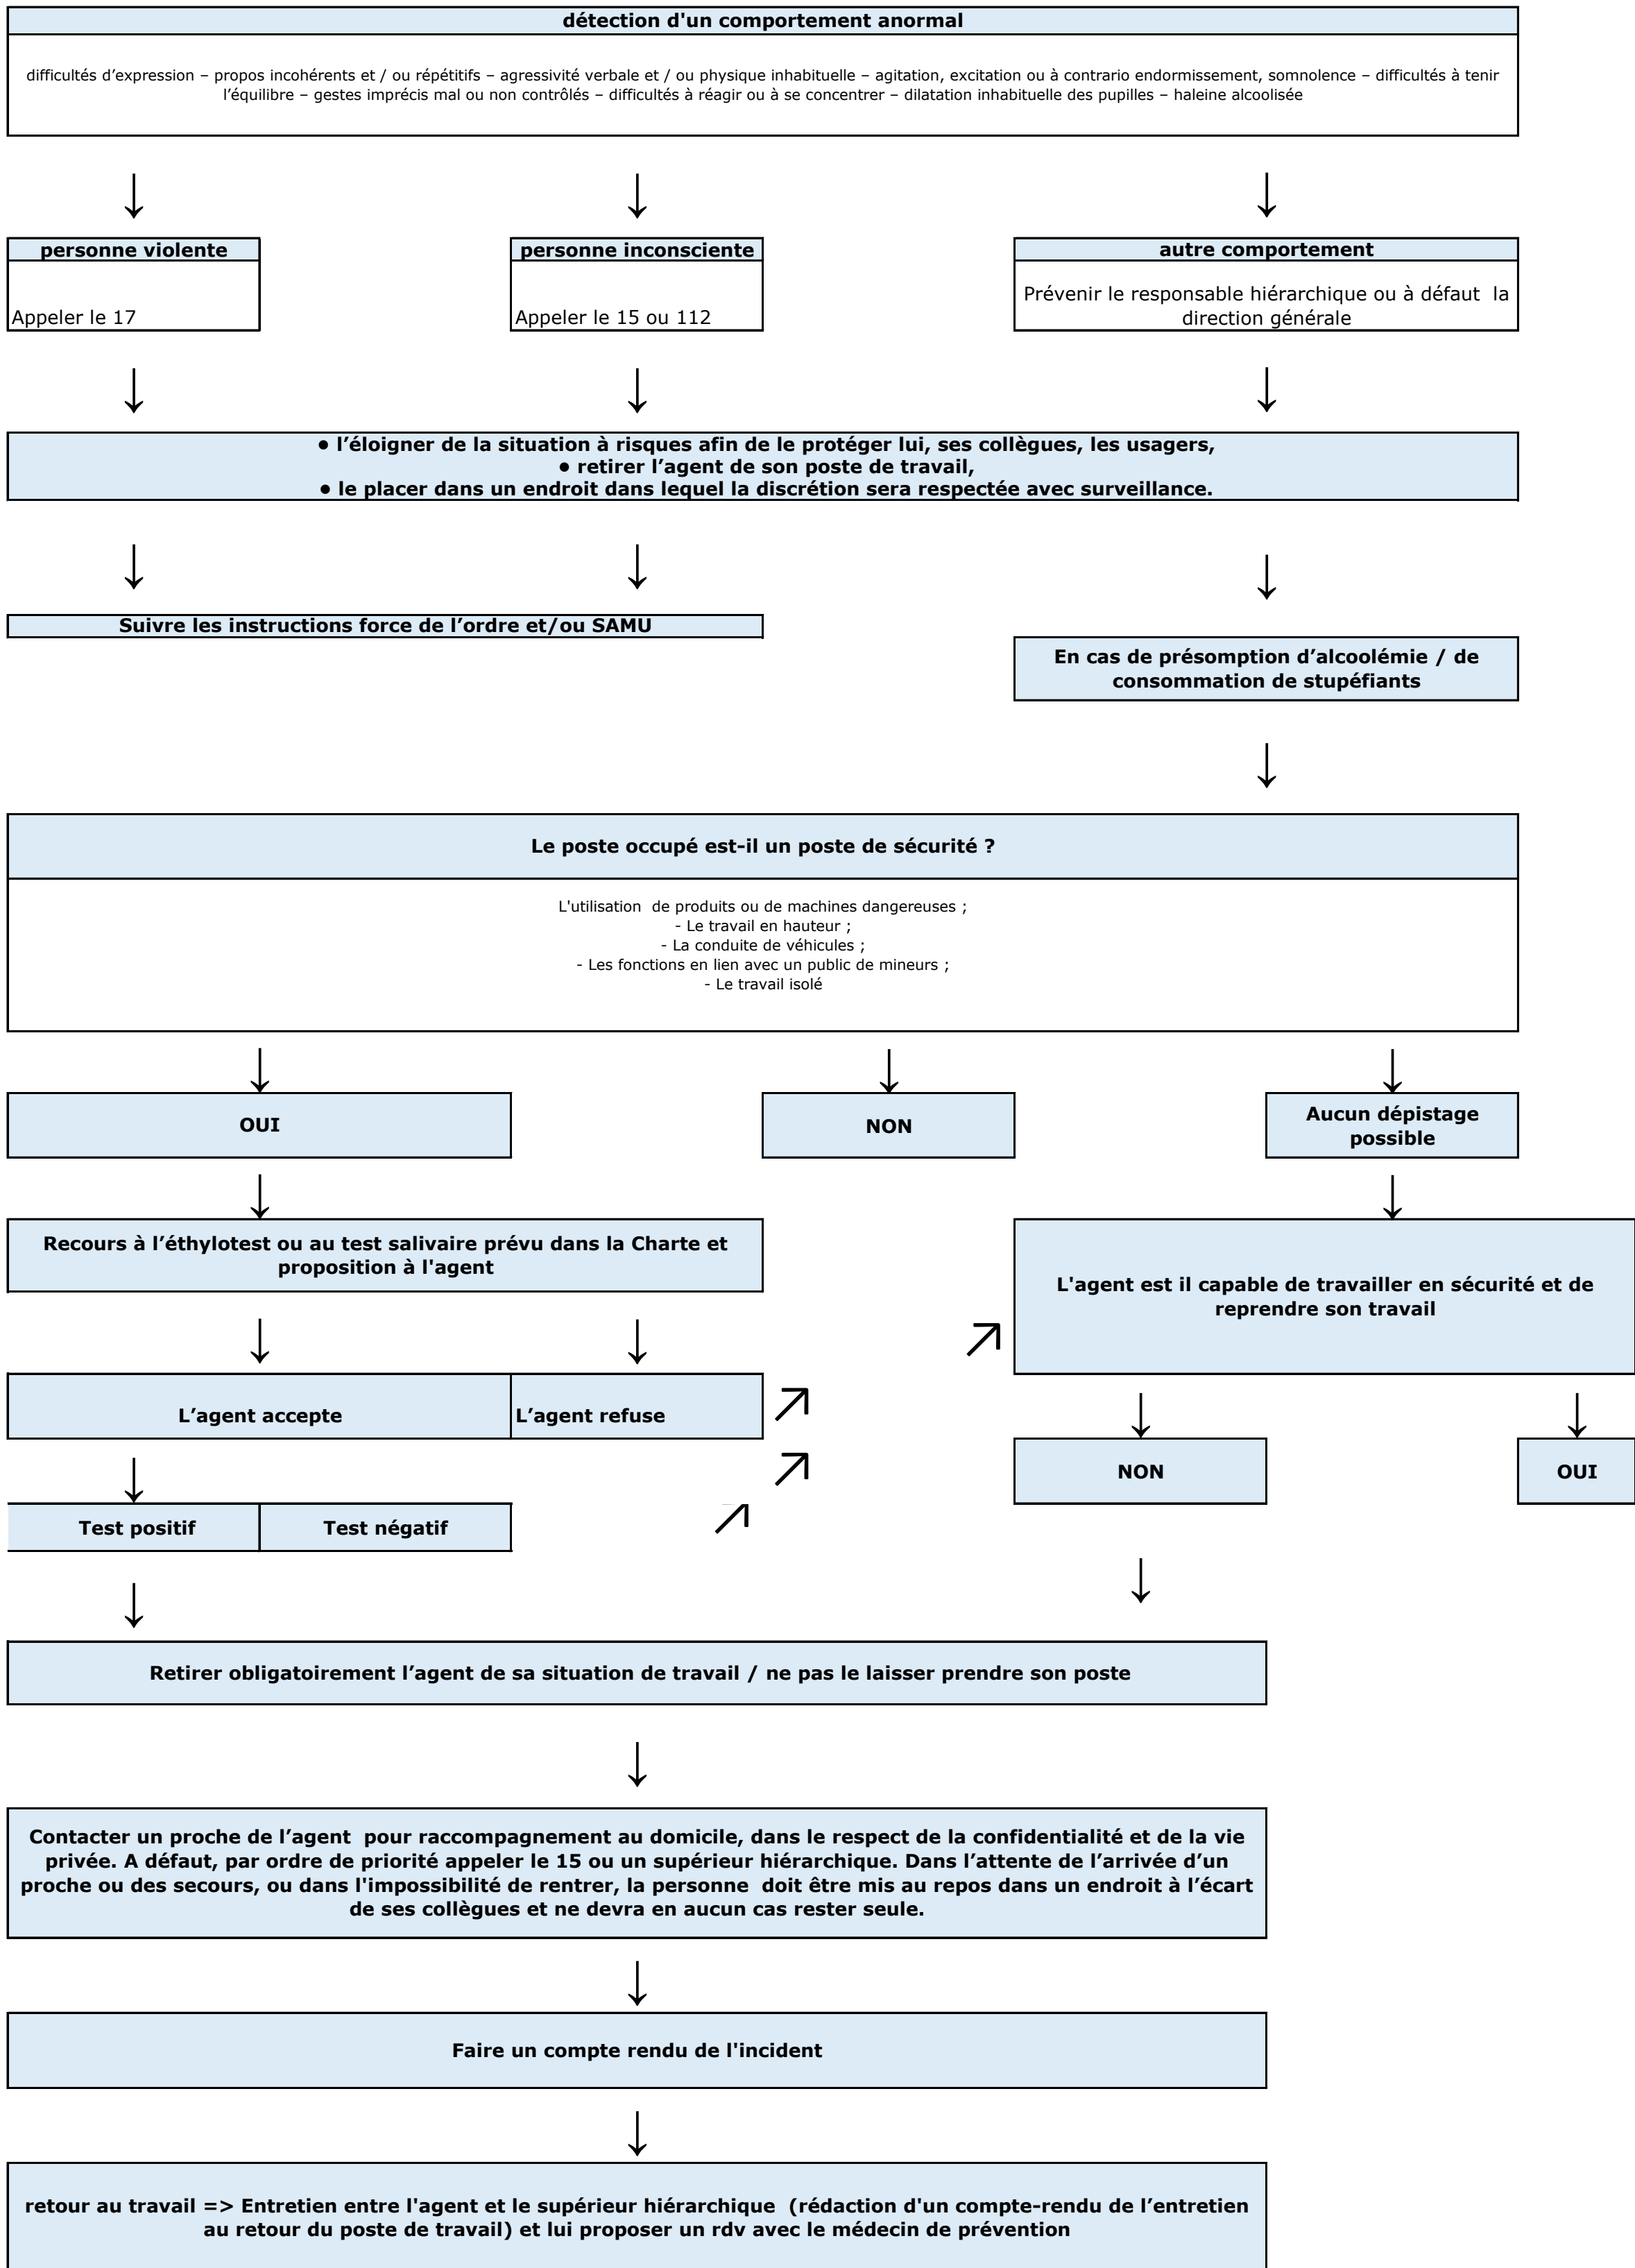 détection d'un comportement anormal
difficultés d’expression – propos incohérents et / ou répétitifs – agressivité verbale et / ou physique inhabituelle – agitation, excitation ou à contrario endormissement, somnolence – difficultés à tenir
l’équilibre – gestes imprécis mal ou non contrôlés – difficultés à réagir ou à se concentrer – dilatation inhabituelle des pupilles – haleine alcoolisée
personne violente
Appeler le 17
personne inconsciente
Appeler le 15 ou 112
autre comportement
Prévenir le responsable hiérarchique ou à défaut la
direction générale
● l’éloigner de la situation à risques afin de le protéger lui, ses collègues, les usagers,
● retirer l’agent de son poste de travail,
● le placer dans un endroit dans lequel la discrétion sera respectée avec surveillance.
Suivre les instructions force de l’ordre et/ou SAMU
En cas de présomption d’alcoolémie / de
consommation de stupéfiants
Le poste occupé est-il un poste de sécurité ?
L'utilisation de produits ou de machines dangereuses ;
- Le travail en hauteur ;
- La conduite de véhicules ;
- Les fonctions en lien avec un public de mineurs ;
- Le travail isolé
OUI
NON
Aucun dépistage
possible
Recours à l’éthylotest ou au test salivaire prévu dans la Charte et
proposition à l'agent
L'agent est il capable de travailler en sécurité et de
reprendre son travail
L’agent accepte
L’agent refuse
NON
OUI
Test positif
Test négatif
Retirer obligatoirement l’agent de sa situation de travail / ne pas le laisser prendre son poste
Contacter un proche de l’agent pour raccompagnement au domicile, dans le respect de la confidentialité et de la vie
privée. A défaut, par ordre de priorité appeler le 15 ou un supérieur hiérarchique. Dans l’attente de l’arrivée d’un
proche ou des secours, ou dans l'impossibilité de rentrer, la personne doit être mis au repos dans un endroit à l’écart
de ses collègues et ne devra en aucun cas rester seule.
Faire un compte rendu de l'incident
retour au travail => Entretien entre l'agent et le supérieur hiérarchique (rédaction d'un compte-rendu de l’entretien
au retour du poste de travail) et lui proposer un rdv avec le médecin de prévention